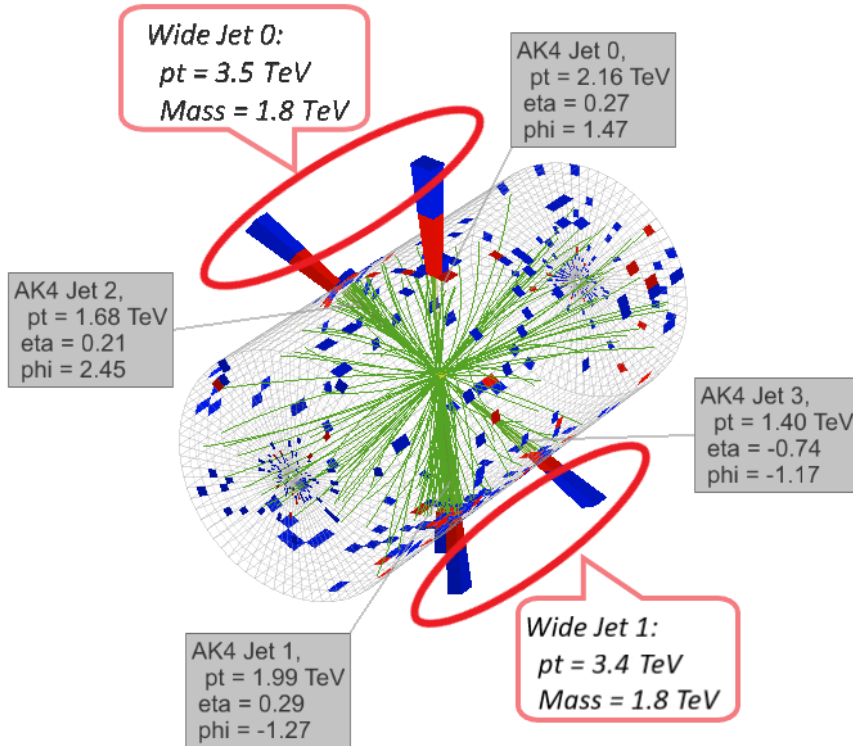 Wide Jet 0:
pt = 3.5 TeV
Mass = 1.8 TeV
AK4 Jet 0,
pt = 2.16 TeV
eta = 0.27
phi = 1.47
AK4 Jet 2,
pt = 1.68 TeV
eta = 0.21
phi = 2.45
AK4 Jet 3,
pt = 1.40 TeV
eta = -0.74
phi = -1.17
Wide Jet 1:
pt = 3.4 TeV
Mass = 1.8 TeV
AK4 Jet 1,
pt = 1.99 TeV
eta = 0.29
phi = -1.27